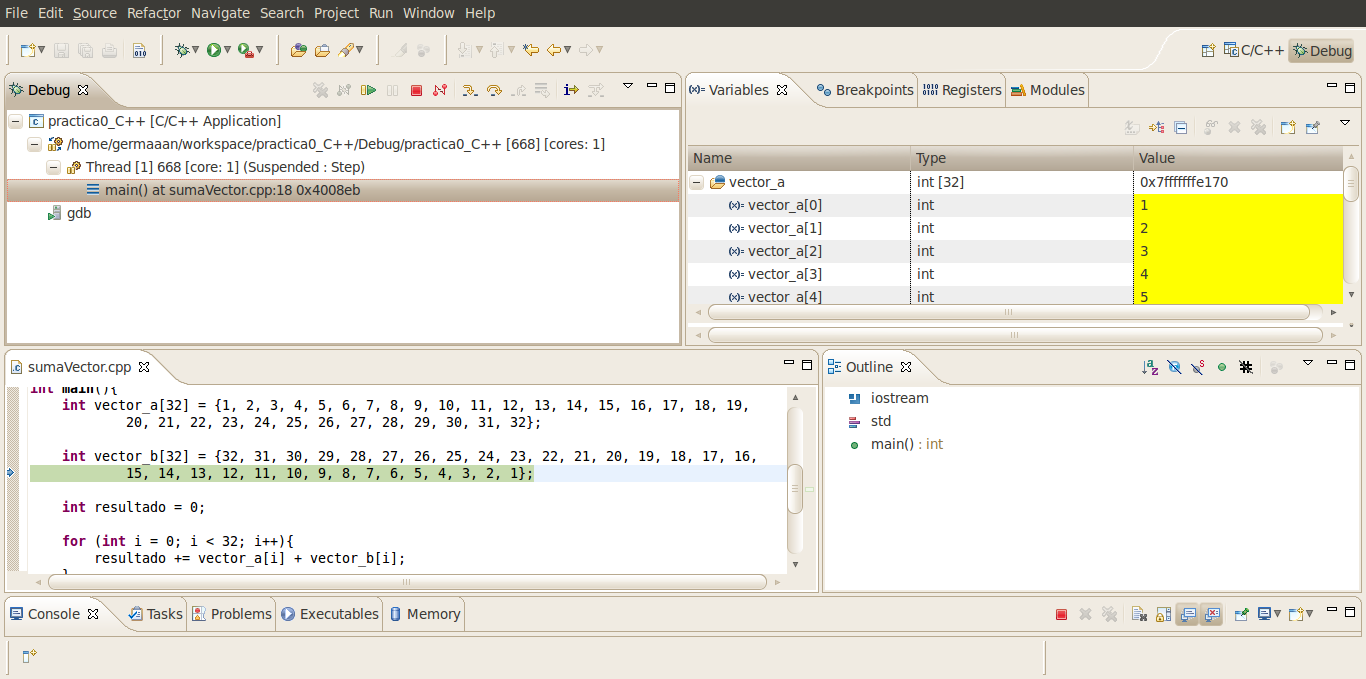 File Edit Source Refactor Navigate Search Project Run Window Help
C/C++ Debug
Debug
practica0_C++ [C/C++ Application]
/home/germaaan/workspace/practica0_C++/Debug/practica0_C++ [668] [cores: 1]
Thread [1] 668 [core: 1] (Suspended : Step)
main() at sumaVector.cpp:18 0x4008eb
gdb
(x)= Variables Breakpoints 1010 0101 Registers Modules
Name Type Value
vector_a int [32] 0x7fffffffe170
(x)= vector_a[0] int 1
(x)= vector_a[1] int 2
(x)= vector_a[2] int 3
(x)= vector_a[3] int 4
(x)= vector_a[4] int 5
sumaVector.cpp
int main(){
int vector_a[32] = {1, 2, 3, 4, 5, 6, 7, 8, 9, 10, 11, 12, 13, 14, 15, 16, 17, 18, 19,
20, 21, 22, 23, 24, 25, 26, 27, 28, 29, 30, 31, 32};
int vector_b[32] = {32, 31, 30, 29, 28, 27, 26, 25, 24, 23, 22, 21, 20, 19, 18, 17, 16,
15, 14, 13, 12, 11, 10, 9, 8, 7, 6, 5, 4, 3, 2, 1};
int resultado = 0;
for (int i = 0; i < 32; i++){
resultado += vector_a[i] + vector_b[i];
}
Outline
iostream
std
main() : int
Console Tasks Problems Executables Memory